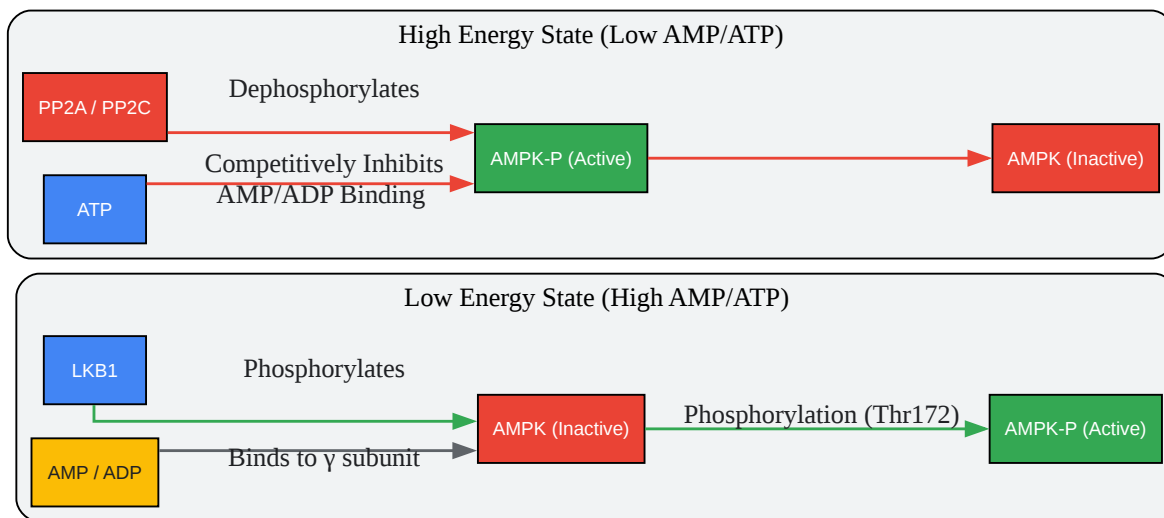 High Energy State (Low AMP/ATP)
PP2A / PP2C
Dephosphorylates
AMPK-P (Active)
AMPK (Inactive)
Competitively Inhibits
AMP/ADP Binding
ATP
Low Energy State (High AMP/ATP)
LKB1
Phosphorylates
AMPK (Inactive)
Phosphorylation (Thr172)
AMPK-P (Active)
AMP / ADP
Binds to γ subunit